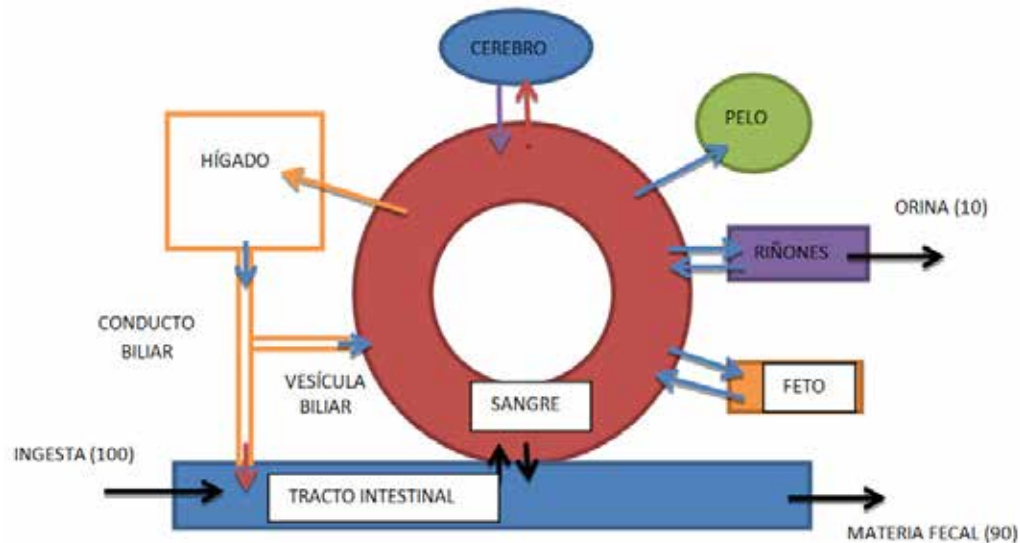 CEREBRO
PELO
HÍGADO
ORINA (10)
RIÑONES
CONDUCTO
BILIAR
VESÍCULA
BILIAR
SANGRE
FETO
INGESTA (100)
TRACTO INTESTINAL
MATERIA FECAL (90)